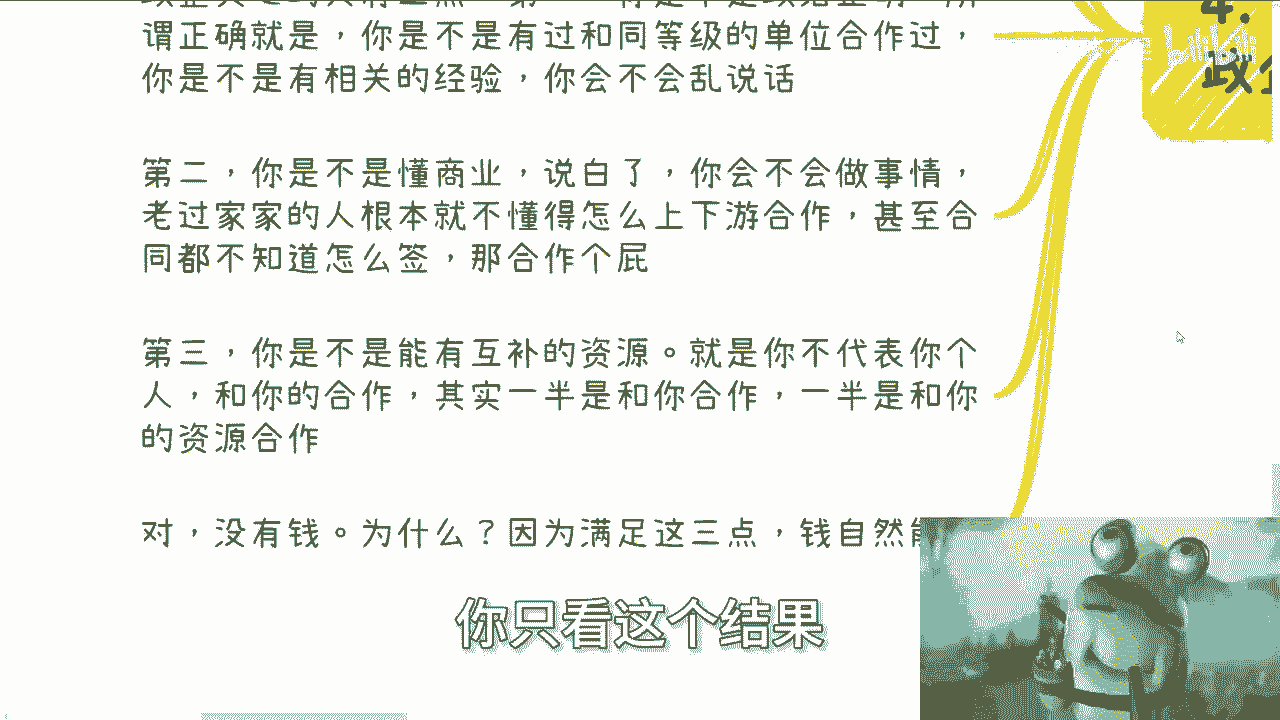 谓正确就是，你是不是有过和同等级的单位合作过，
你是不是有相关的经验，你会不会乱说话
第二，你是不是懂商业，说白了，你会不会做事情，
老过家家的人根本就不懂得怎么上下游合作，甚至合
同都不知道怎么签，那合作个屁
第三，你是不是能有互补的资源。就是你不代表你个
人，和你的合作，其实一半是和你合作，一半是和你
的资源合作
对，没有钱。为什么？因为满足这三点，钱自然
你只看这个结果
4.
政